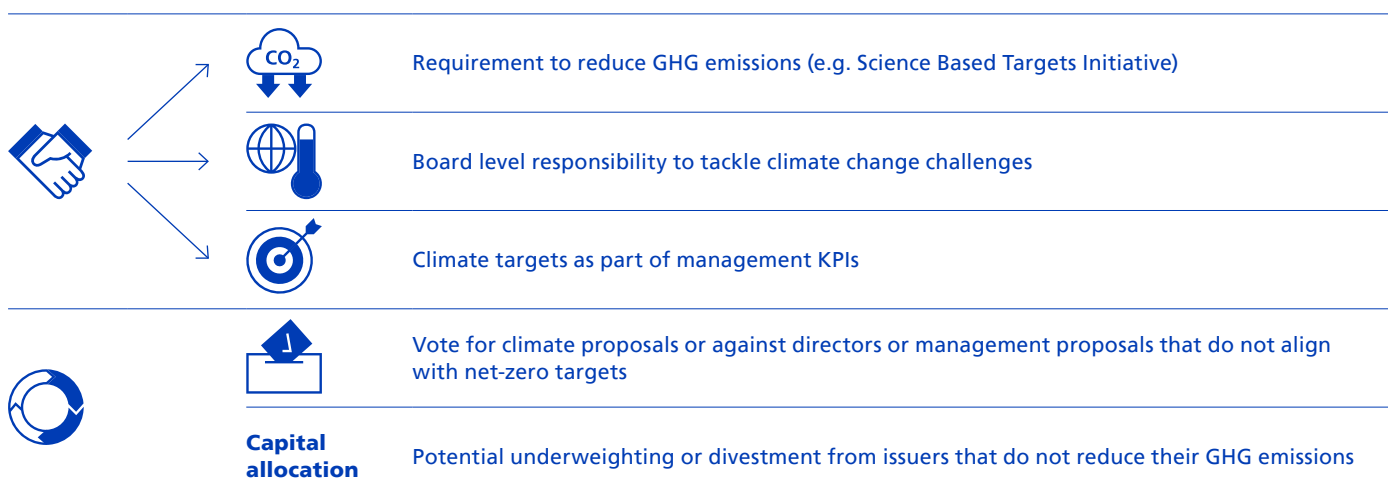 CO₂
Requirement to reduce GHG emissions (e.g. Science Based Targets Initiative)
Board level responsibility to tackle climate change challenges
Climate targets as part of management KPIs
Vote for climate proposals or against directors or management proposals that do not align
with net-zero targets
Capital
allocation
Potential underweighting or divestment from issuers that do not reduce their GHG emissions